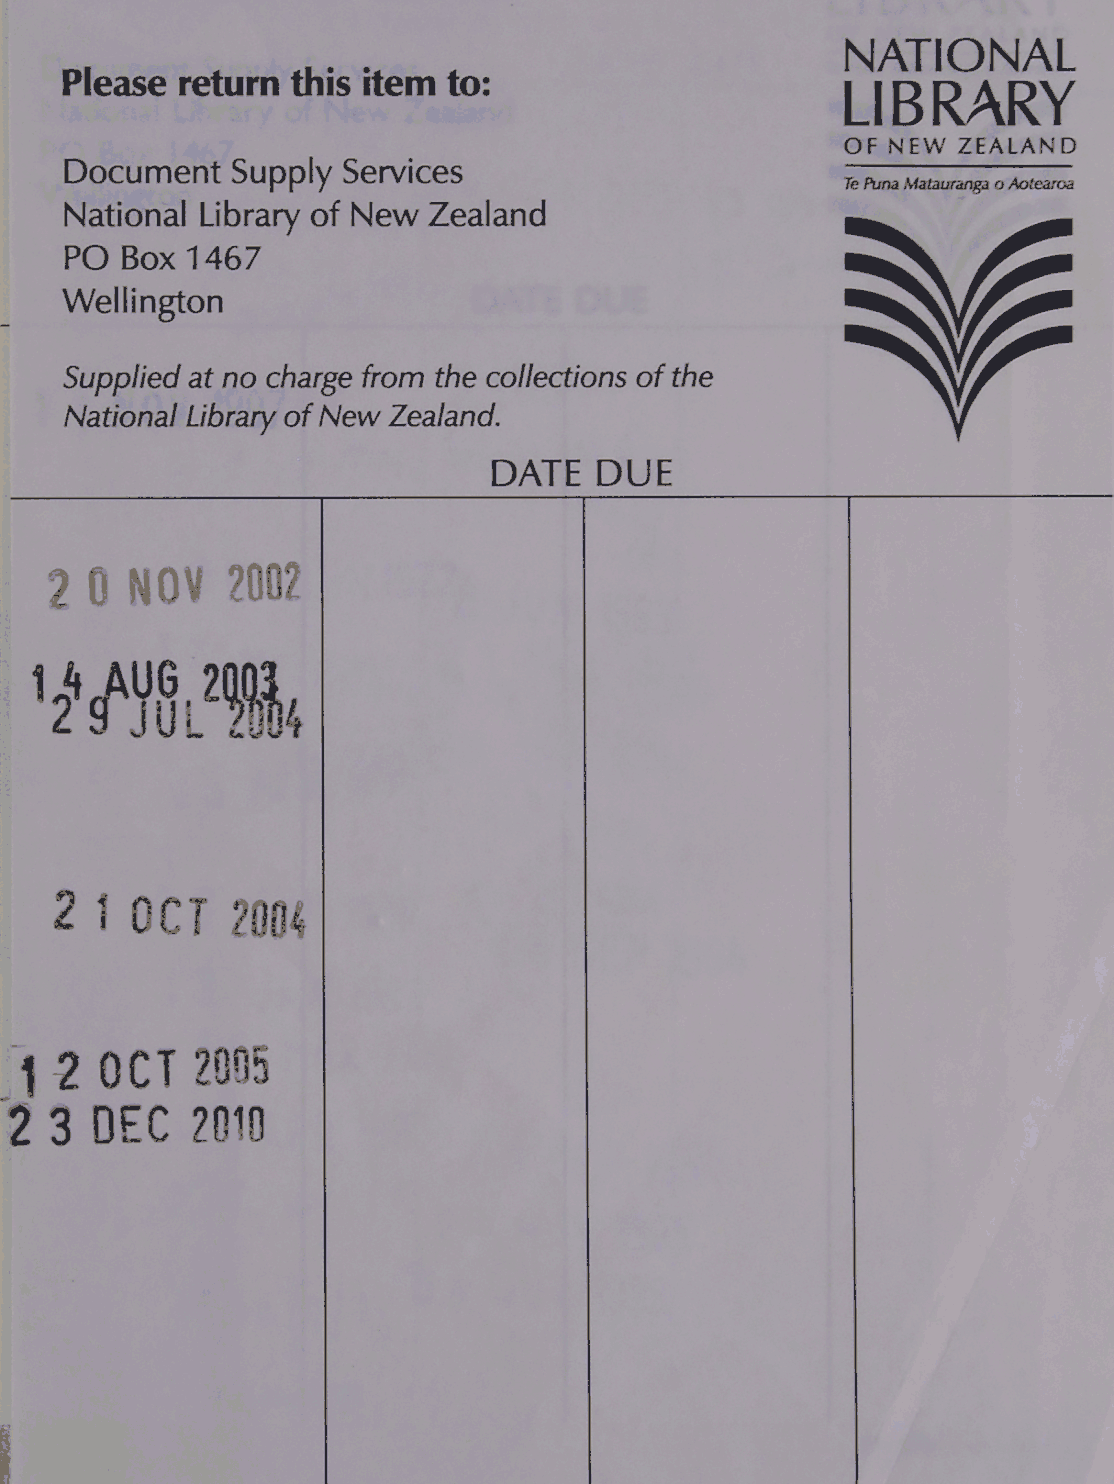 Please return this item to:
Document Supply Services
National Library of New Zealand
PO Box 1467
Wellington
Supplied at no charge from the collections of the
National Library of New Zealand.
NATIONAL
LIBRARY
OF NEW ZEALAND
Te Puna Matauranga o Aotearoa
DATE DUE
20 NOV 2002
14 AUG 2003
29 JUL 2004
21 OCT 2004
12 OCT 2005
23 DEC 2010